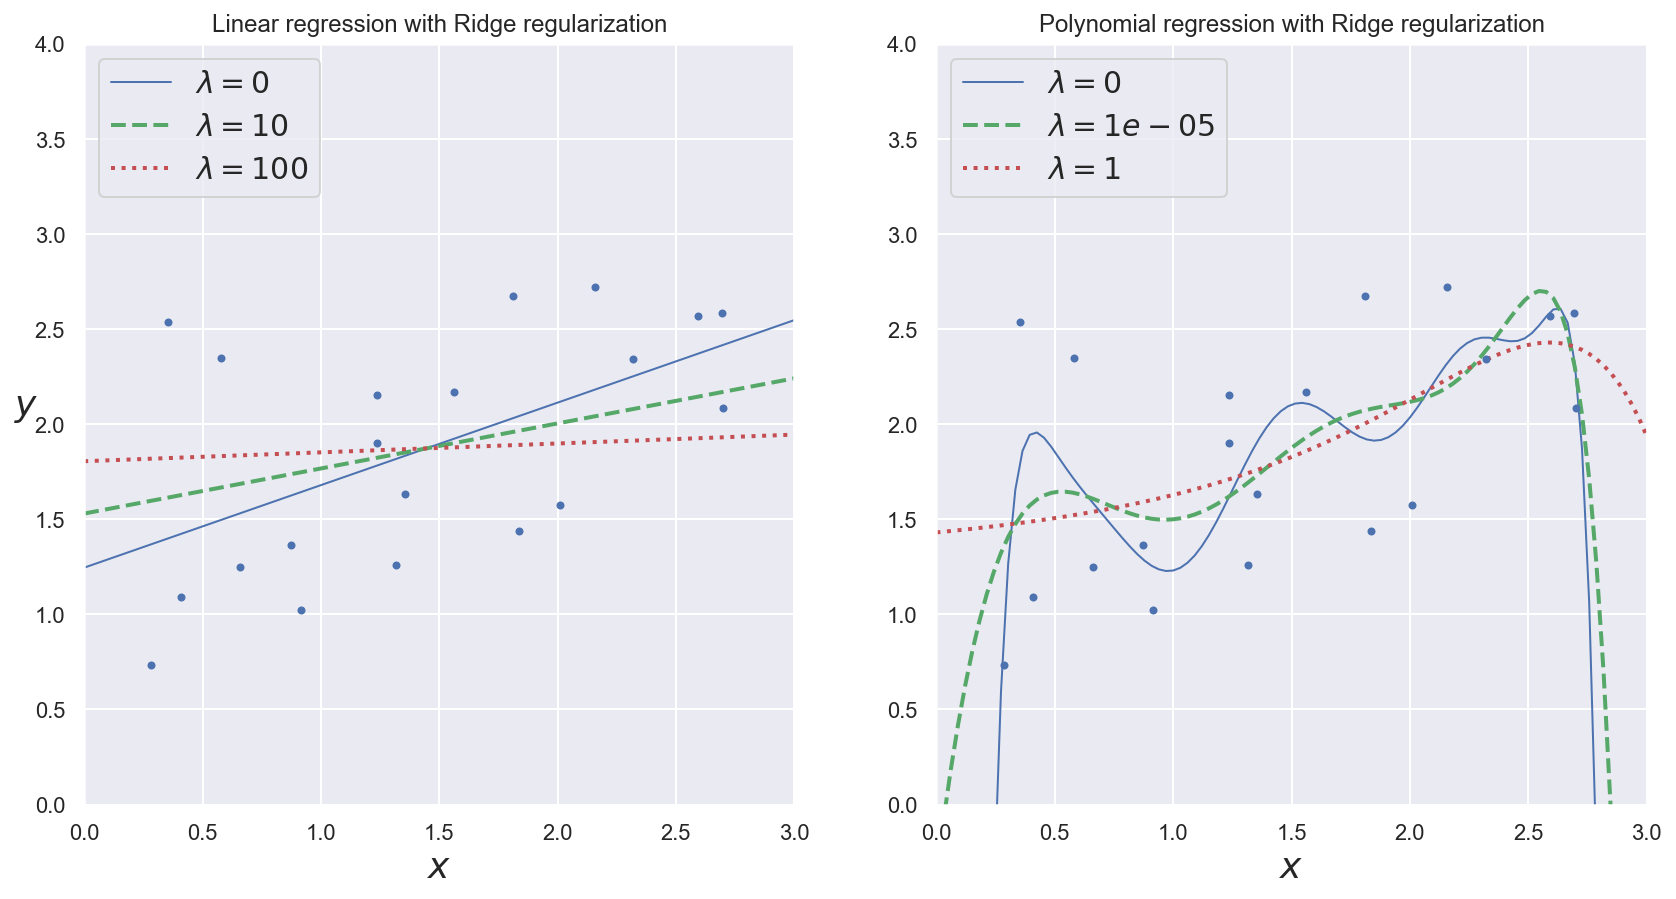 Linear regression with Ridge regularization
4.0
3.5
3.0
2.5
2.0
1.5
1.0
0.5
0.0
y
λ = 0
λ = 10
λ = 100
0.0 0.5 1.0 1.5 2.0 2.5 3.0
x
Polynomial regression with Ridge regularization
4.0
3.5
3.0
2.5
2.0
1.5
1.0
0.5
0.0
λ = 0
λ = 1e − 05
λ = 1
0.0 0.5 1.0 1.5 2.0 2.5 3.0
x